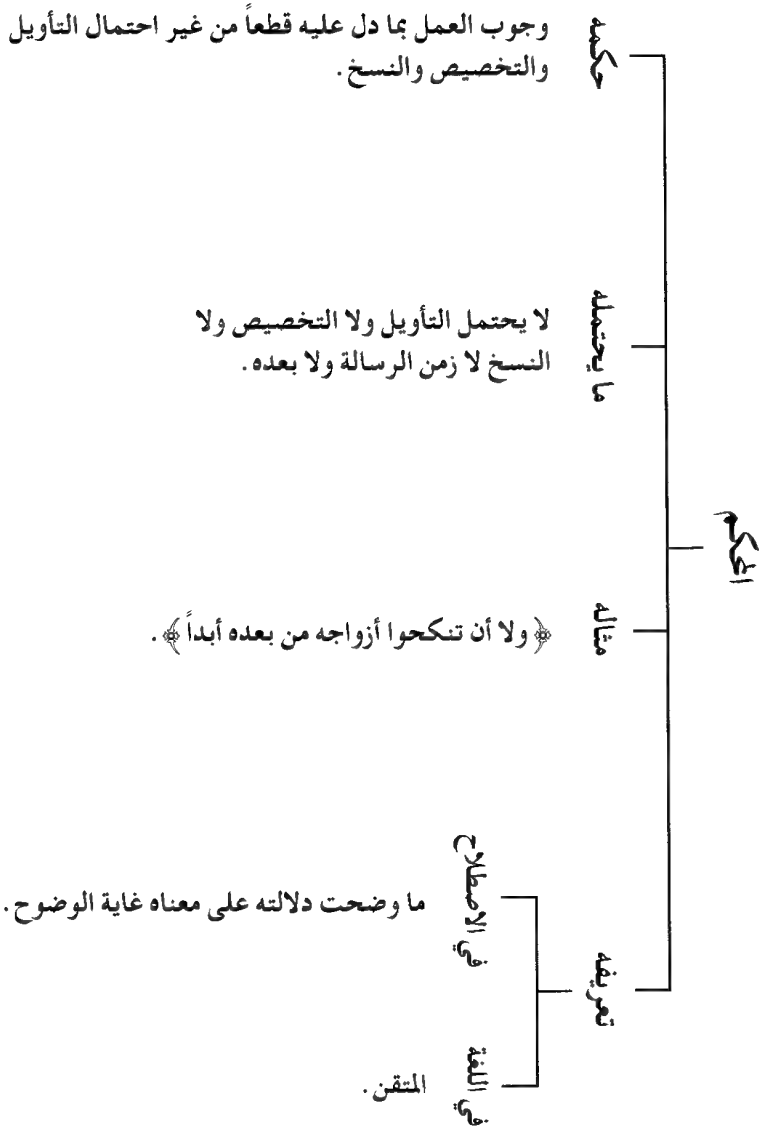 المحكم
تعريفه
في اللغة
المتقن.
في الاصطلاح
ما وضحت دلالته على معناه غاية الوضوح.
مثاله
﴿ولا أن تنكحوا أزواجه من بعده أبداً﴾.
ما يحتمله
لا يحتمل التأويل ولا التخصيص ولا
النسخ لا زمن الرسالة ولا بعده.
حكمه
وجوب العمل بما دل عليه قطعاً من غير احتمال التأويل
والتخصيص والنسخ.